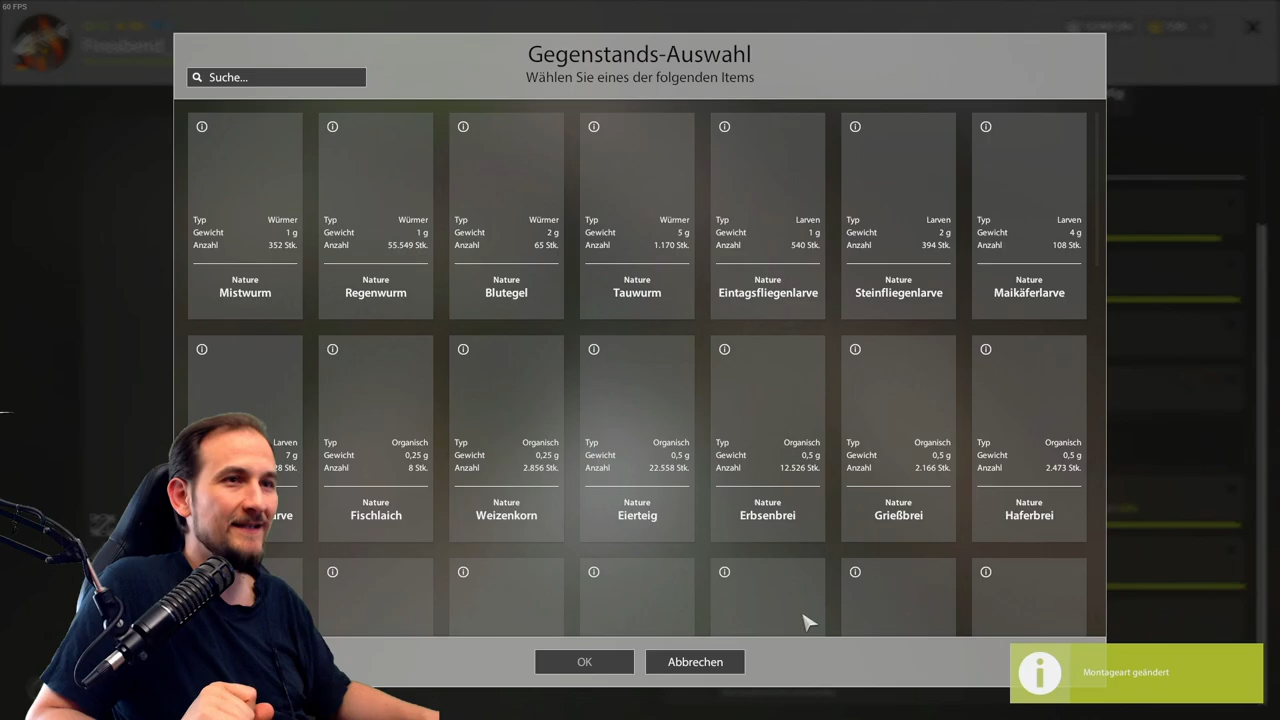 60 FPS
Gegenstands-Auswahl
Wählen Sie eines der folgenden Items
Suche...
Typ Würmer
Gewicht 1 g
Anzahl 352 Stk.
Nature
Mistwurm
Typ Würmer
Gewicht 1 g
Anzahl 55.549 Stk.
Nature
Regenwurm
Typ Würmer
Gewicht 2 g
Anzahl 65 Stk.
Nature
Blutegel
Typ Würmer
Gewicht 5 g
Anzahl 1.170 Stk.
Nature
Tauwurm
Typ Larven
Gewicht 1 g
Anzahl 540 Stk.
Nature
Eintagsfliegenlarve
Typ Larven
Gewicht 2 g
Anzahl 394 Stk.
Nature
Steinfliegenlarve
Typ Larven
Gewicht 4 g
Anzahl 108 Stk.
Nature
Maikäferlarve
Larven
7 g
8 Stk.
rve
Typ Organisch
Gewicht 0,25 g
Anzahl 8 Stk.
Nature
Fischlaich
Typ Organisch
Gewicht 0,25 g
Anzahl 2.856 Stk.
Nature
Weizenkorn
Typ Organisch
Gewicht 0,5 g
Anzahl 22.558 Stk.
Nature
Eierteig
Typ Organisch
Gewicht 0,5 g
Anzahl 12.526 Stk.
Nature
Erbsenbrei
Typ Organisch
Gewicht 0,5 g
Anzahl 2.166 Stk.
Nature
Grießbrei
Typ Organisch
Gewicht 0,5 g
Anzahl 2.473 Stk.
Nature
Haferbrei
OK
Abbrechen
Montageart geändert